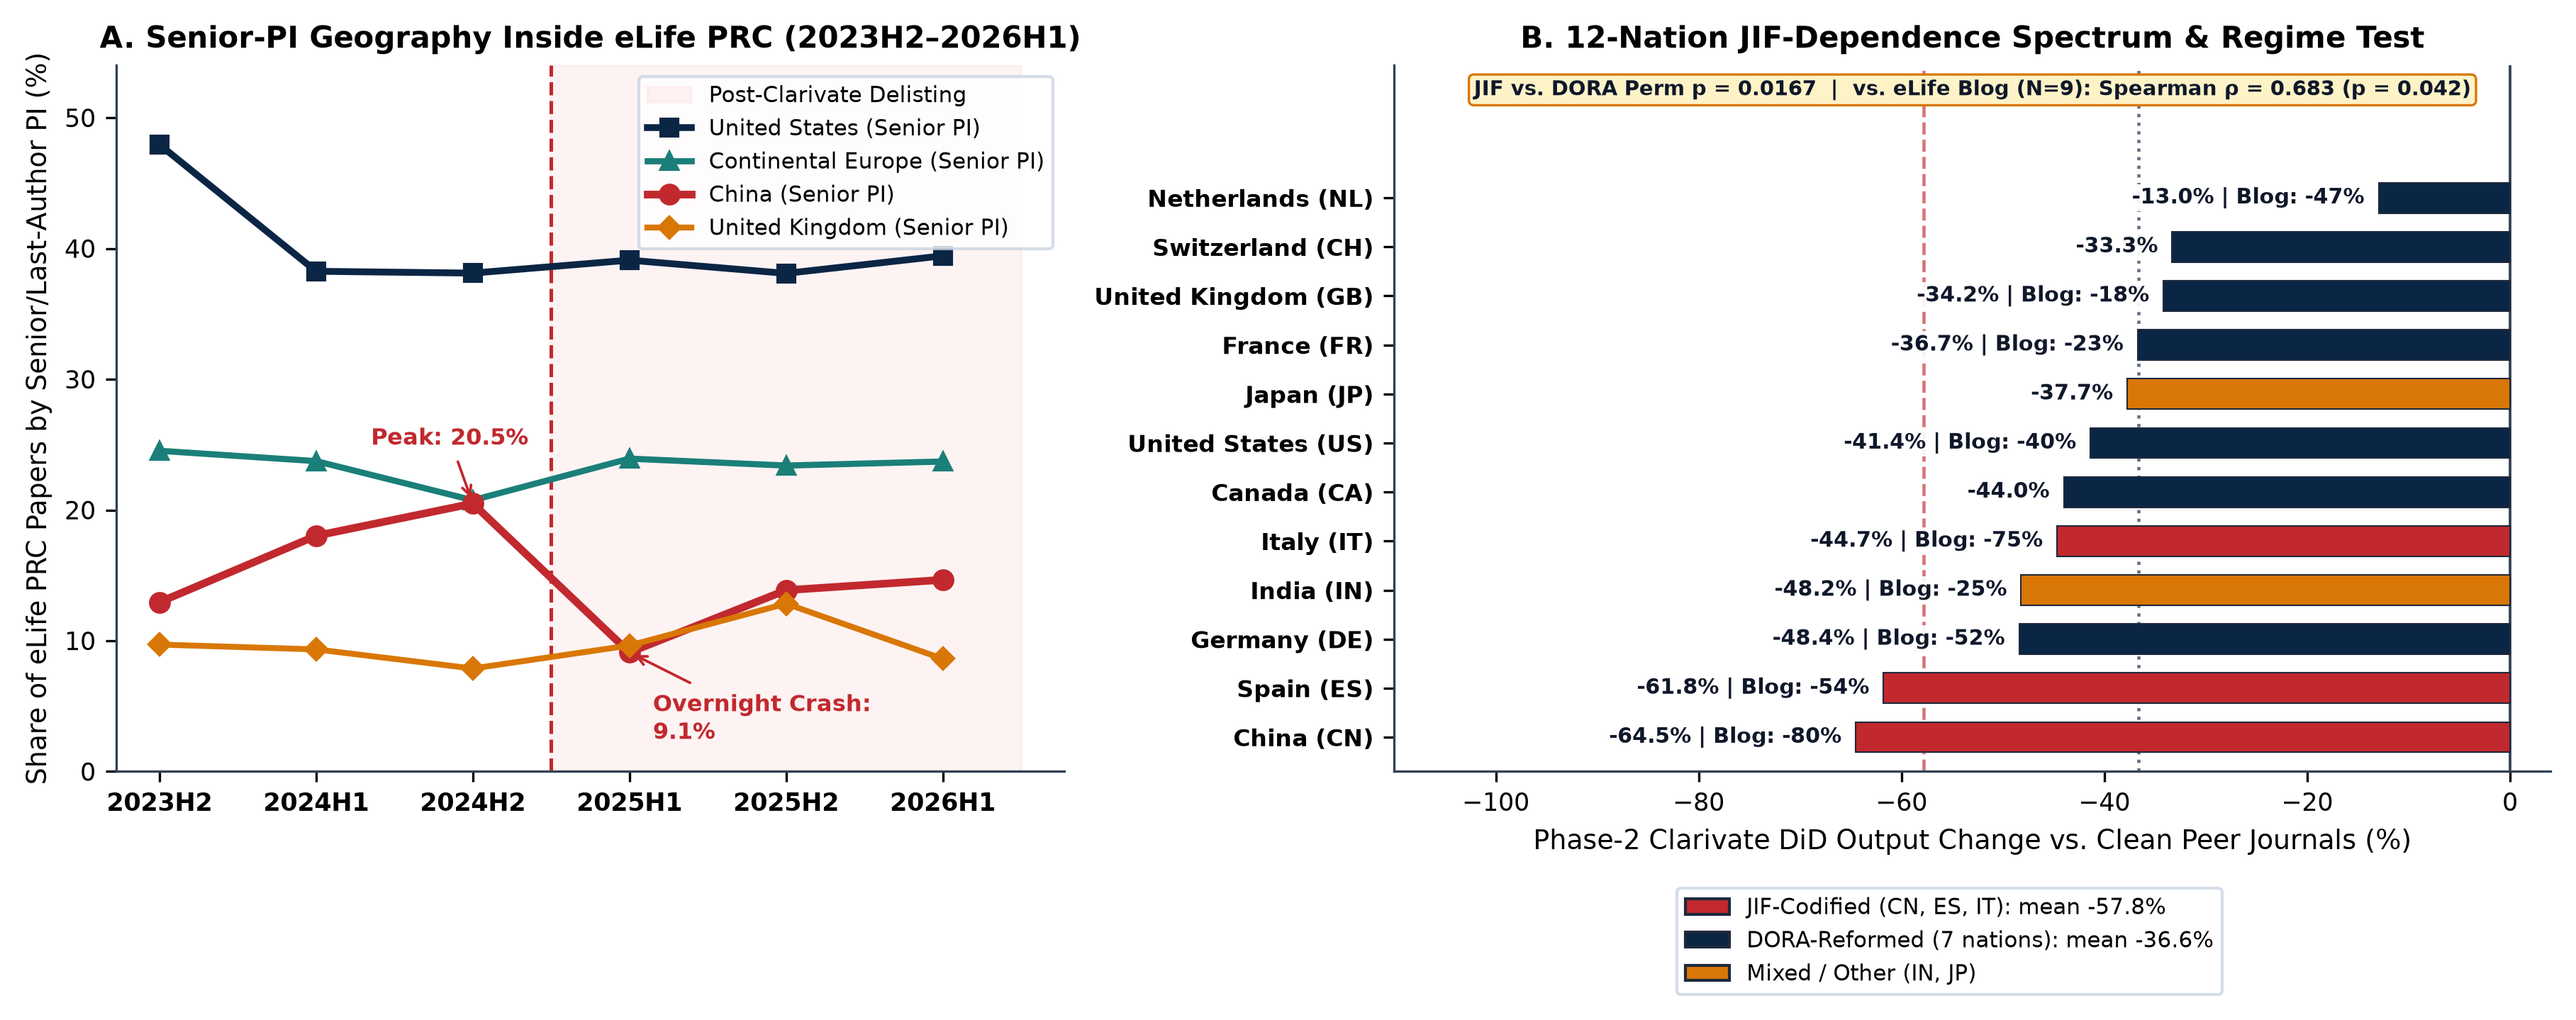 A. Senior-PI Geography Inside eLife PRC (2023H2–2026H1)
Share of eLife PRC Papers by Senior/Last-Author PI (%)
50
40
30
20
10
0
Post-Clarivate Delisting
United States (Senior PI)
Continental Europe (Senior PI)
China (Senior PI)
United Kingdom (Senior PI)
Peak: 20.5%
Overnight Crash:
9.1%
2023H2 2024H1 2024H2 2025H1 2025H2 2026H1
B. 12-Nation JIF-Dependence Spectrum & Regime Test
JIF vs. DORA Perm p = 0.0167 | vs. eLife Blog (N=9): Spearman ρ = 0.683 (p = 0.042)
Netherlands (NL) -13.0% | Blog: -47%
Switzerland (CH) -33.3%
United Kingdom (GB) -34.2% | Blog: -18%
France (FR) -36.7% | Blog: -23%
Japan (JP) -37.7%
United States (US) -41.4% | Blog: -40%
Canada (CA) -44.0%
Italy (IT) -44.7% | Blog: -75%
India (IN) -48.2% | Blog: -25%
Germany (DE) -48.4% | Blog: -52%
Spain (ES) -61.8% | Blog: -54%
China (CN) -64.5% | Blog: -80%
−100 −80 −60 −40 −20 0
Phase-2 Clarivate DiD Output Change vs. Clean Peer Journals (%)
JIF-Codified (CN, ES, IT): mean -57.8%
DORA-Reformed (7 nations): mean -36.6%
Mixed / Other (IN, JP)